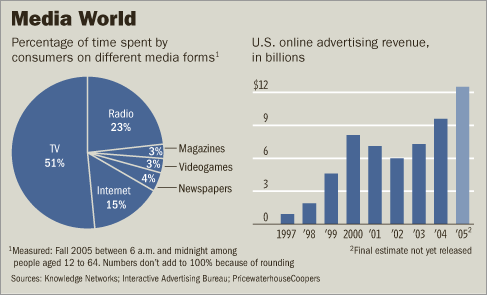 Media World
Percentage of time spent by
consumers on different media forms¹
Radio
23%
TV
51%
3%
Magazines
3%
Videogames
4%
Newspapers
Internet
15%
U.S. online advertising revenue,
in billions
$12
9
6
3
0
1997 ’98 ’99 2000 ’01 ’02 ’03 ’04 ’05²
¹Measured: Fall 2005 between 6 a.m. and midnight among
people aged 12 to 64. Numbers don’t add to 100% because of rounding
²Final estimate not yet released
Sources: Knowledge Networks; Interactive Advertising Bureau; PricewaterhouseCoopers